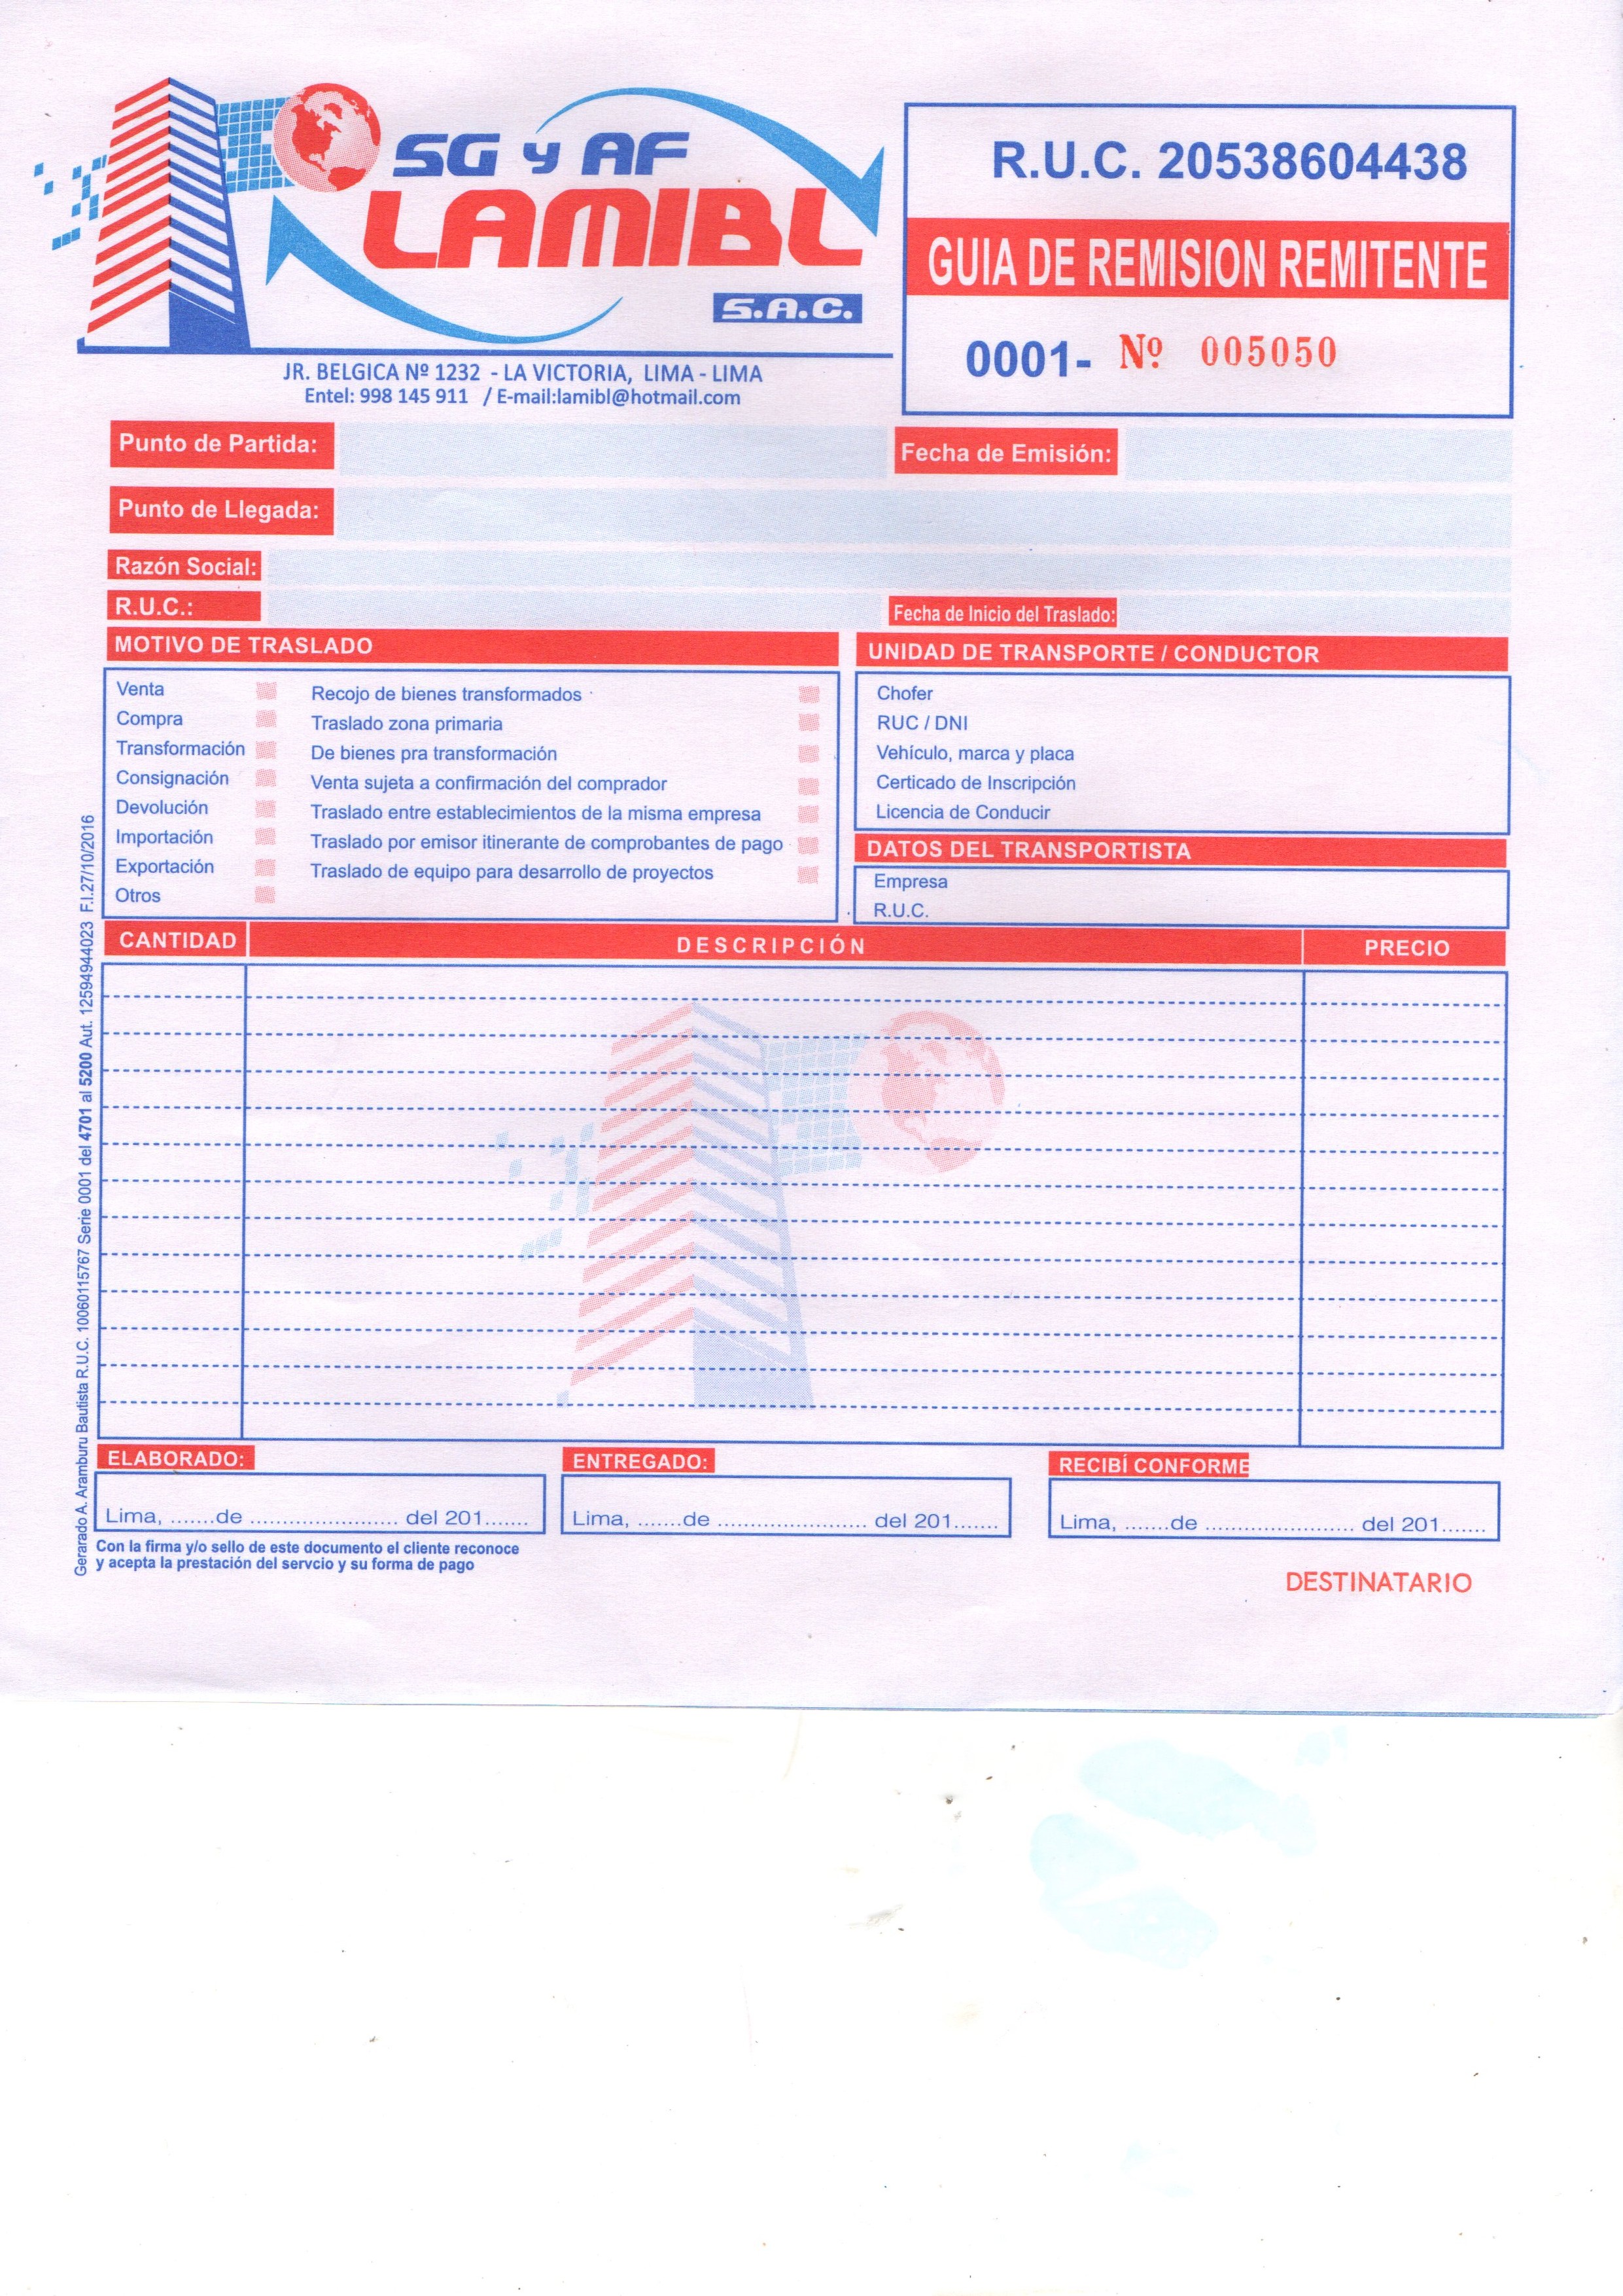 SG y AF
LAMIBL
S.A.C.
JR. BELGICA Nº 1232 - LA VICTORIA, LIMA - LIMA
Entel: 998 145 911 / E-mail:lamibl@hotmail.com
R.U.C. 20538604438
GUIA DE REMISION REMITENTE
0001- Nº 005050
Punto de Partida:
Fecha de Emisión:
Punto de Llegada:
Razón Social:
R.U.C.:
Fecha de Inicio del Traslado:
MOTIVO DE TRASLADO
Venta
Compra
Transformación
Consignación
Devolución
Importación
Exportación
Otros
Recojo de bienes transformados
Traslado zona primaria
De bienes pra transformación
Venta sujeta a confirmación del comprador
Traslado entre establecimientos de la misma empresa
Traslado por emisor itinerante de comprobantes de pago
Traslado de equipo para desarrollo de proyectos
UNIDAD DE TRANSPORTE / CONDUCTOR
Chofer
RUC / DNI
Vehículo, marca y placa
Certicado de Inscripción
Licencia de Conducir
DATOS DEL TRANSPORTISTA
Empresa
R.U.C.
CANTIDAD DESCRIPCIÓN PRECIO
ELABORADO:
Lima, .......de ....................... del 201.......
ENTREGADO:
Lima, .......de ....................... del 201.......
RECIBÍ CONFORME
Lima, .......de ....................... del 201.......
Con la firma y/o sello de este documento el cliente reconoce
y acepta la prestación del servcio y su forma de pago
DESTINATARIO
Gerarado A. Aramburu Bautista R.U.C. 10060115767 Serie 0001 del 4701 al 5200 Aut. 12594944023 F.I.27/10/2016